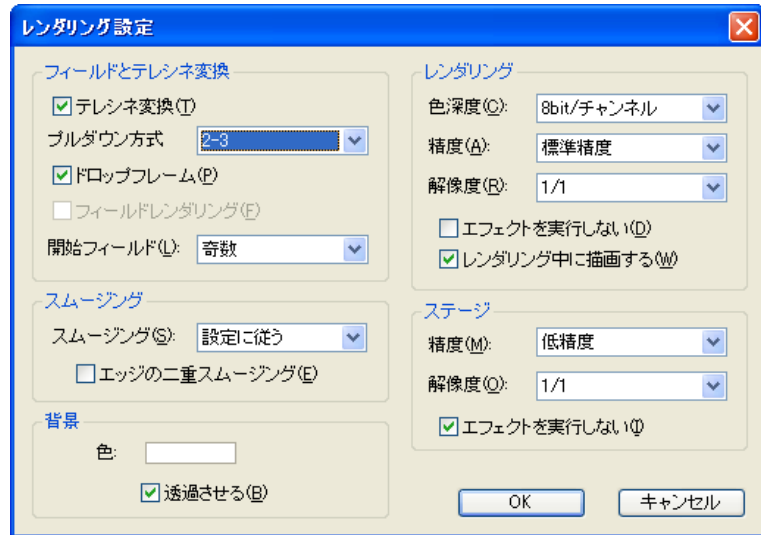 レンダリング設定
フィールドとテレシネ変換
テレシネ変換(T)
プルダウン方式 2-3
ドロップフレーム(P)
フィールドレンダリング(F)
開始フィールド(L): 奇数
スムージング
スムージング(S): 設定に従う
エッジの二重スムージング(E)
背景
色:
透過させる(B)
レンダリング
色深度(C): 8bit/チャンネル
精度(A): 標準精度
解像度(R): 1/1
エフェクトを実行しない(D)
レンダリング中に描画する(W)
ステージ
精度(M): 低精度
解像度(O): 1/1
エフェクトを実行しない(I)
OK キャンセル